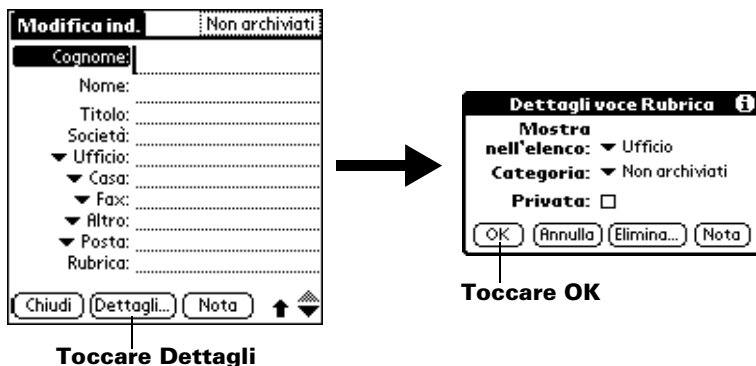 Modifica ind. Non archiviati
Cognome:
Nome:
Titolo:
Società:
Ufficio:
Casa:
Fax:
Altro:
Posta:
Rubrica:
Chiudi Dettagli... Nota
Toccare Dettagli
Dettagli voce Rubrica
Mostra
nell'elenco: Ufficio
Categoria: Non archiviati
Privata:
OK Annulla Elimina... Nota
Toccare OK